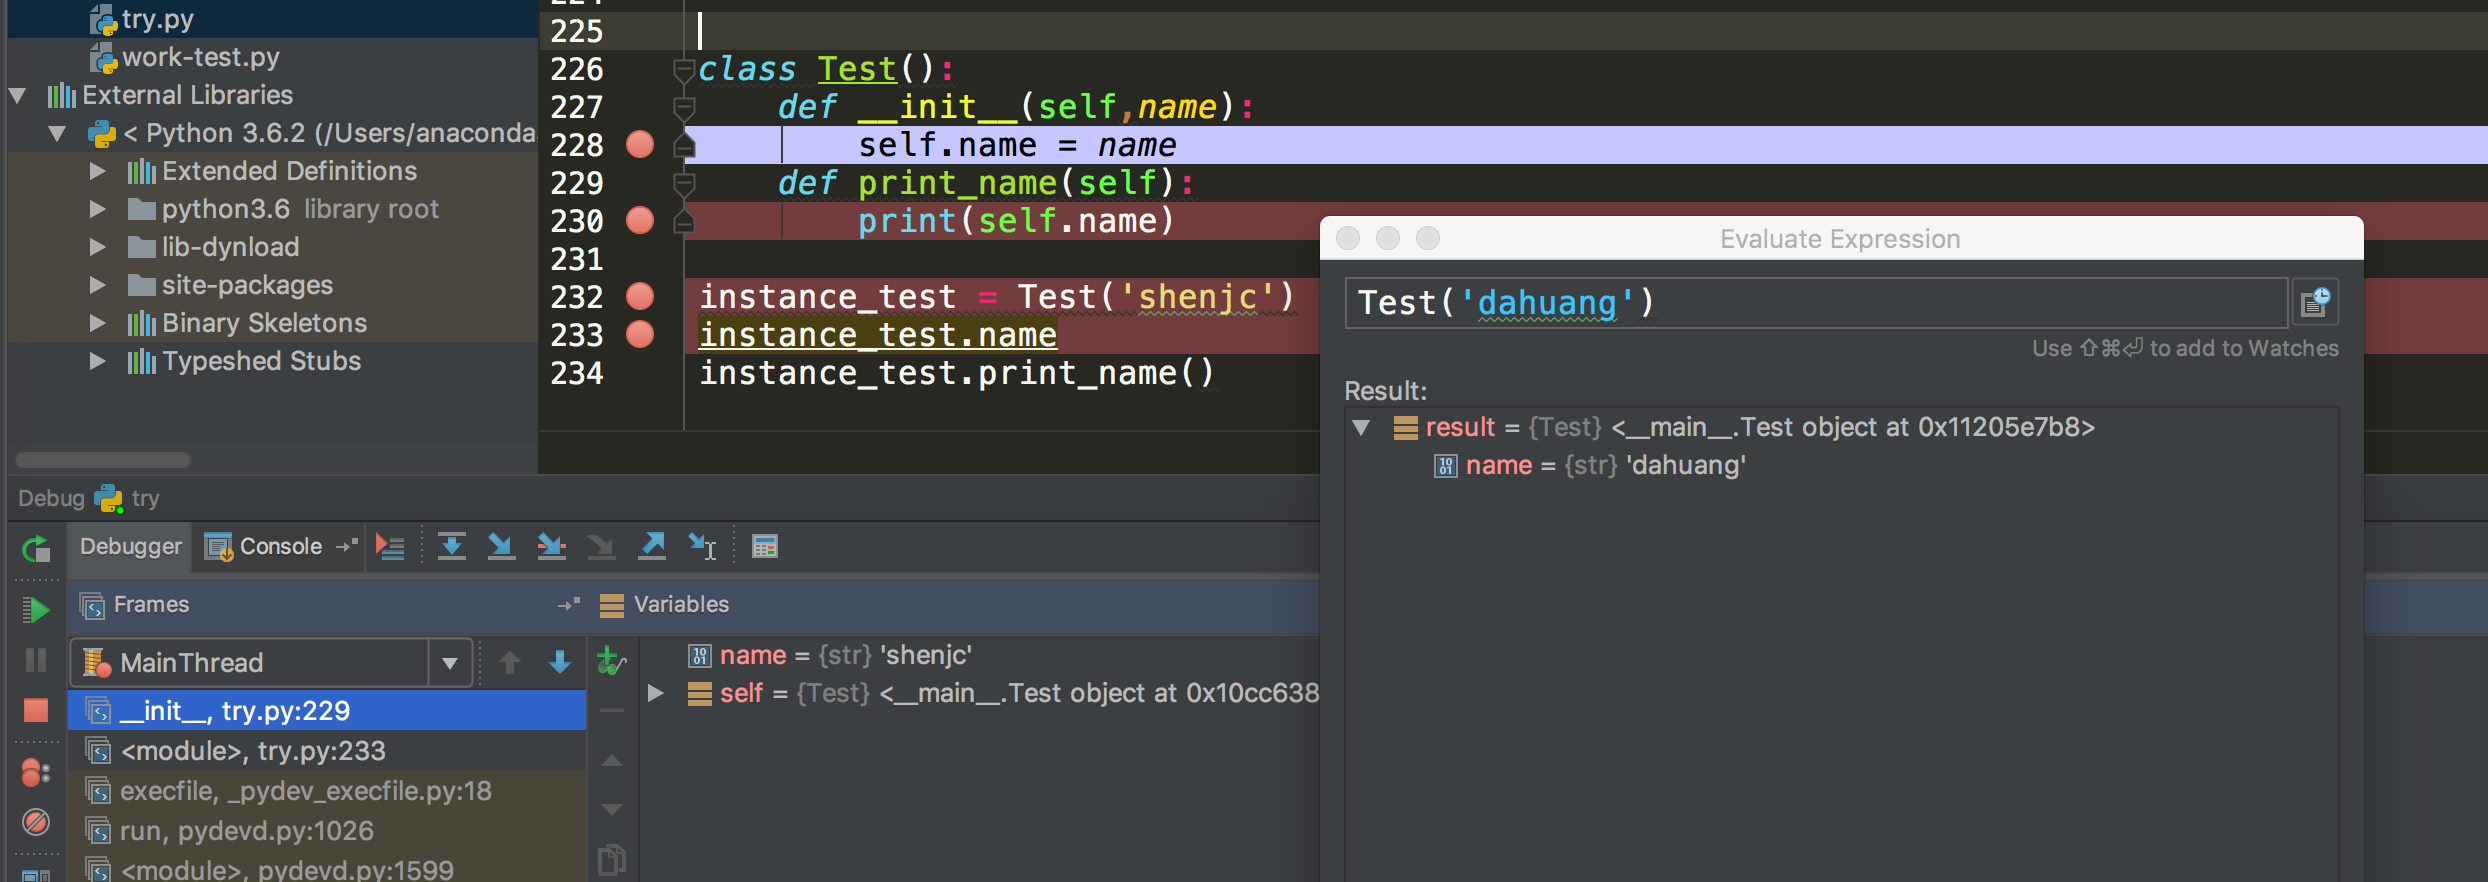 try.py
work-test.py
External Libraries
< Python 3.6.2 (/Users/anaconda
Extended Definitions
python3.6 library root
lib-dynload
site-packages
Binary Skeletons
Typeshed Stubs
225
226 class Test():
227 def __init__(self,name):
228 self.name = name
229 def print_name(self):
230 print(self.name)
231
232 instance_test = Test('shenjc')
233 instance_test.name
234 instance_test.print_name()
Evaluate Expression
Test('dahuang')
Use ⇧⌘⏎ to add to Watches
Result:
result = {Test} <__main__.Test object at 0x11205e7b8>
name = {str} 'dahuang'
Debug try
Debugger Console
Frames
Variables
MainThread
__init__, try.py:229
<module>, try.py:233
execfile, _pydev_execfile.py:18
run, pydevd.py:1026
<module>, pydevd.py:1599
name = {str} 'shenjc'
self = {Test} <__main__.Test object at 0x10cc638